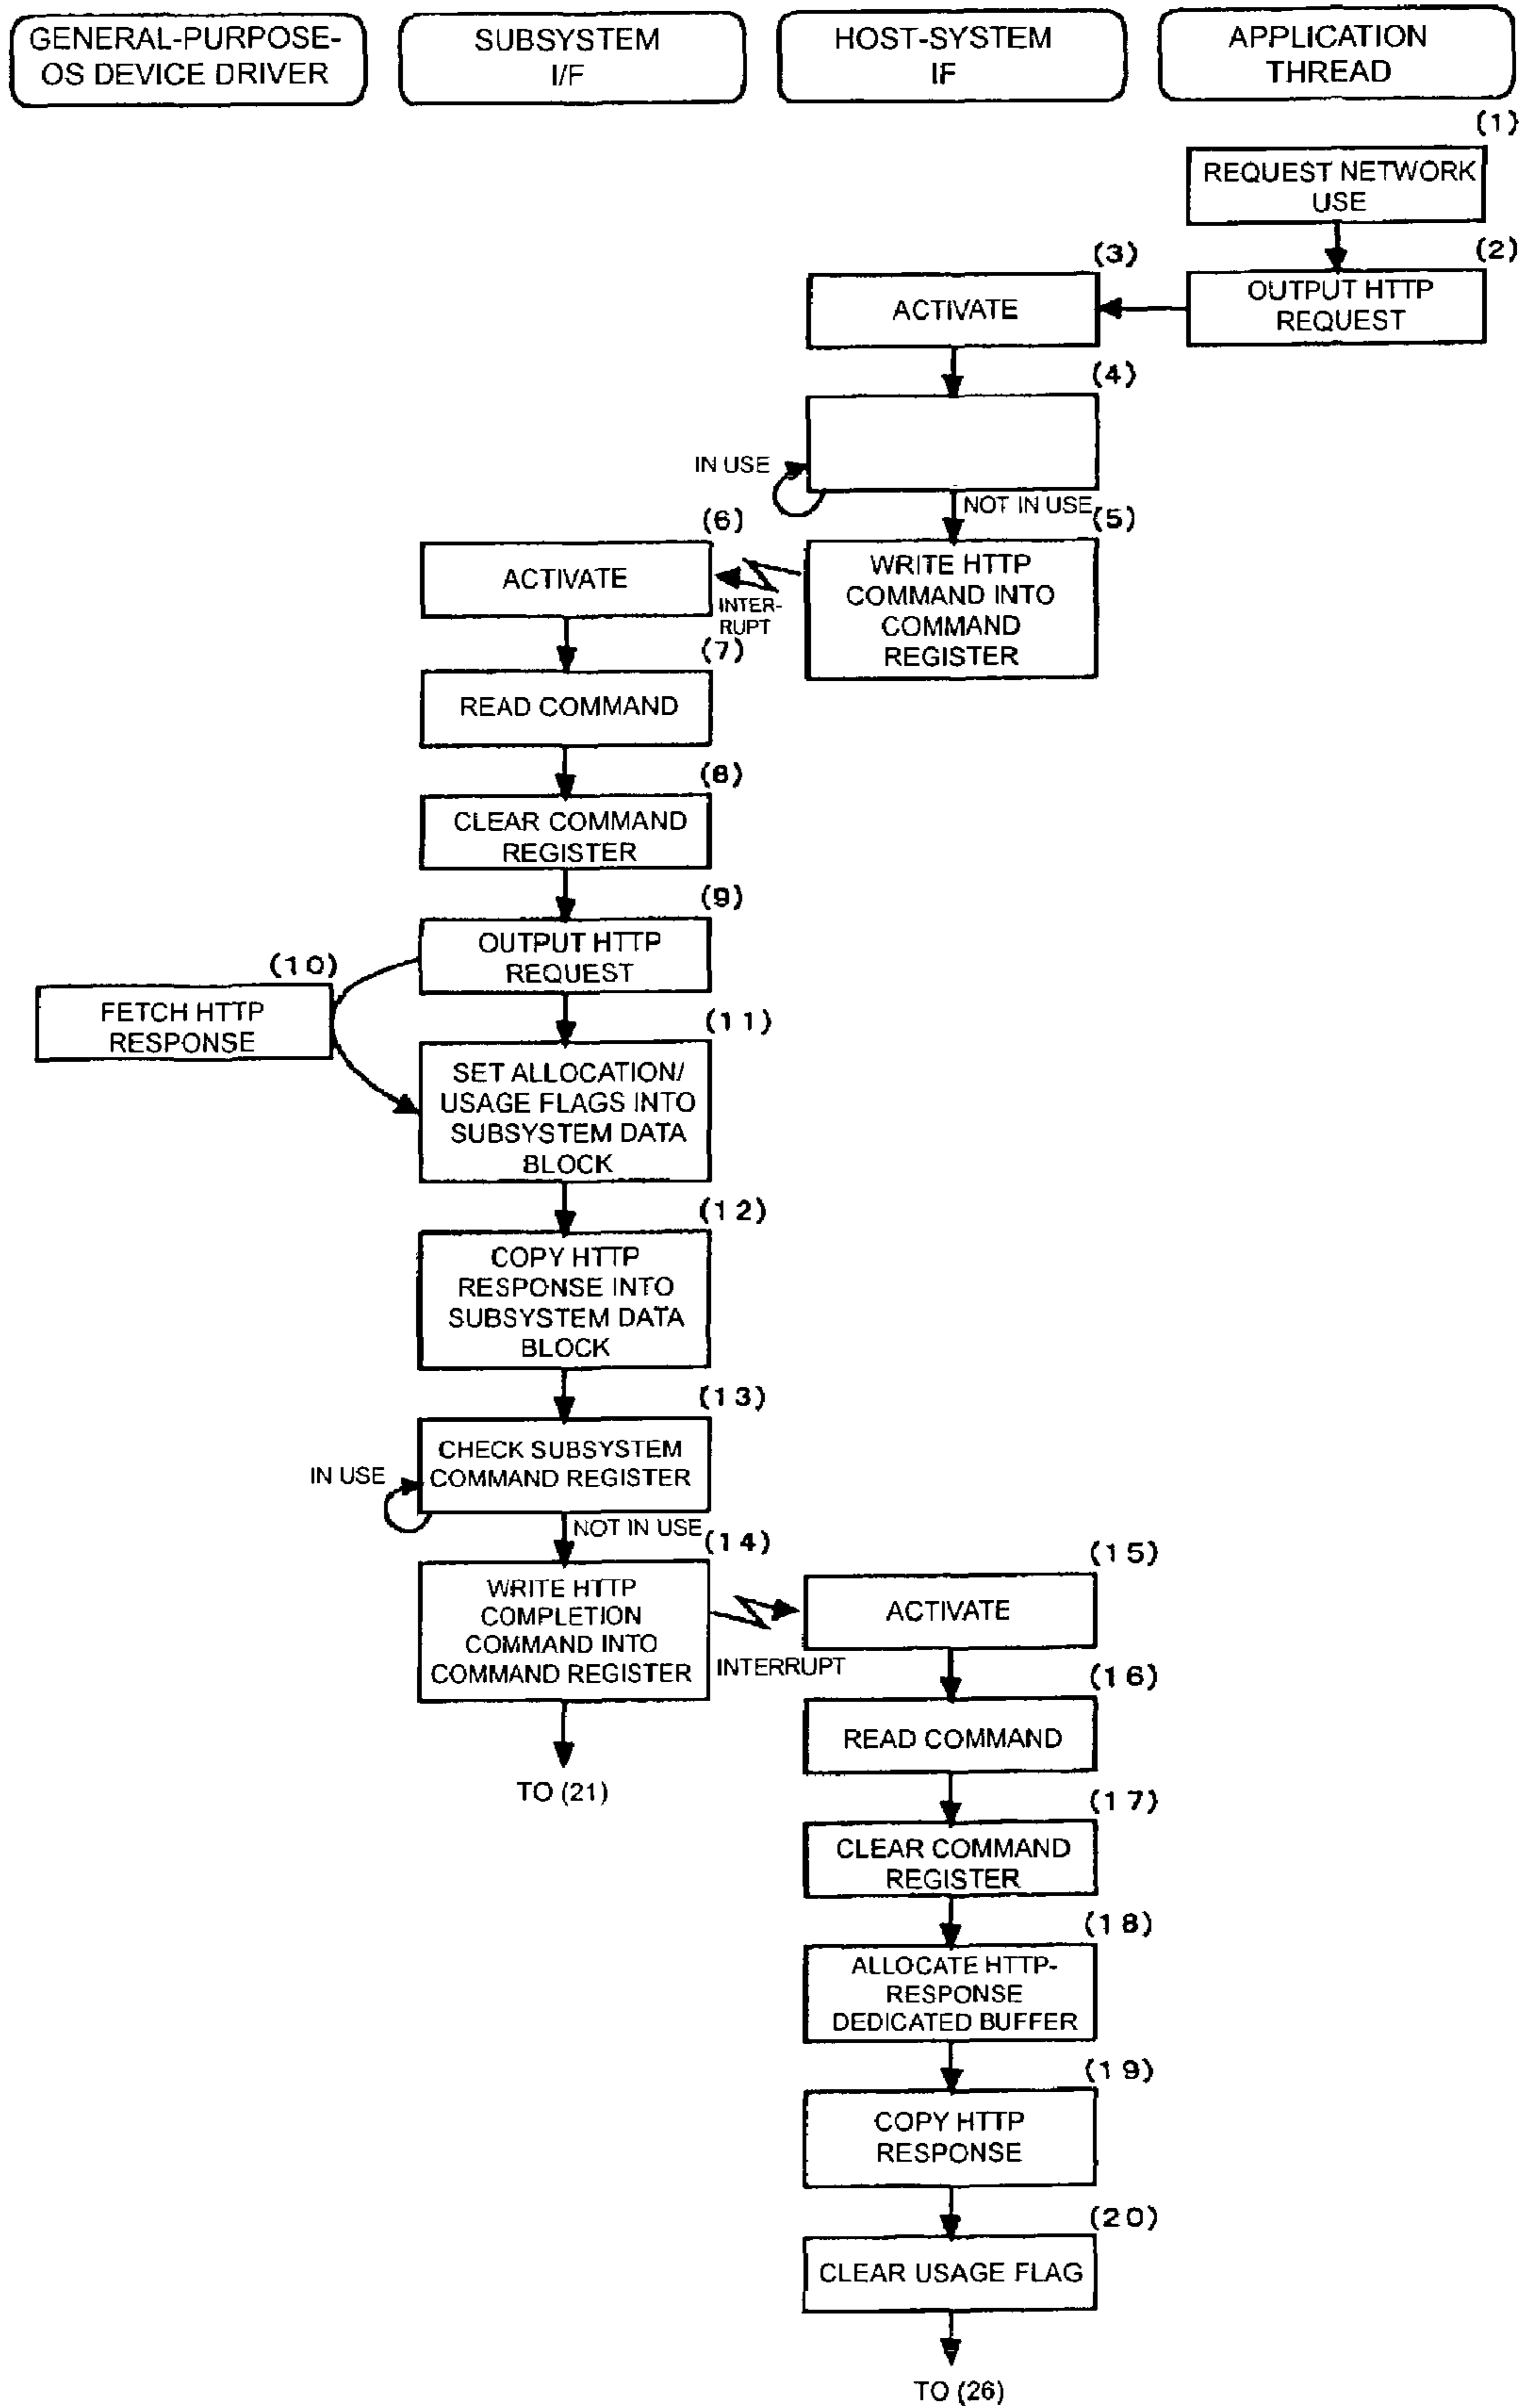 GENERAL-PURPOSE-
OS DEVICE DRIVER
SUBSYSTEM
I/F
HOST-SYSTEM
IF
APPLICATION
THREAD
(1)
REQUEST NETWORK
USE
(2)
OUTPUT HTTP
REQUEST
(3)
ACTIVATE
(4)
IN USE
NOT IN USE
(5)
WRITE HTTP
COMMAND INTO
COMMAND
REGISTER
INTER-
RUPT
(6)
ACTIVATE
(7)
READ COMMAND
(8)
CLEAR COMMAND
REGISTER
(9)
OUTPUT HTTP
REQUEST
(10)
FETCH HTTP
RESPONSE
(11)
SET ALLOCATION/
USAGE FLAGS INTO
SUBSYSTEM DATA
BLOCK
(12)
COPY HTTP
RESPONSE INTO
SUBSYSTEM DATA
BLOCK
(13)
CHECK SUBSYSTEM
COMMAND REGISTER
IN USE
NOT IN USE
(14)
WRITE HTTP
COMPLETION
COMMAND INTO
COMMAND REGISTER
INTERRUPT
TO (21)
(15)
ACTIVATE
(16)
READ COMMAND
(17)
CLEAR COMMAND
REGISTER
(18)
ALLOCATE HTTP-
RESPONSE
DEDICATED BUFFER
(19)
COPY HTTP
RESPONSE
(20)
CLEAR USAGE FLAG
TO (26)